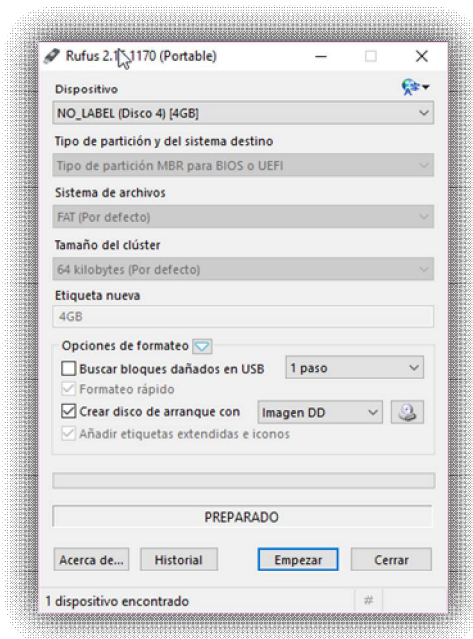 Rufus 2.1 1170 (Portable)
Dispositivo
NO_LABEL (Disco 4) [4GB]
Tipo de partición y del sistema destino
Tipo de partición MBR para BIOS o UEFI
Sistema de archivos
FAT (Por defecto)
Tamaño del clúster
64 kilobytes (Por defecto)
Etiqueta nueva
4GB
Opciones de formateo
Buscar bloques dañados en USB 1 paso
Formateo rápido
Crear disco de arranque con Imagen DD
Añadir etiquetas extendidas e iconos
PREPARADO
Acerca de... Historial Empezar Cerrar
1 dispositivo encontrado #